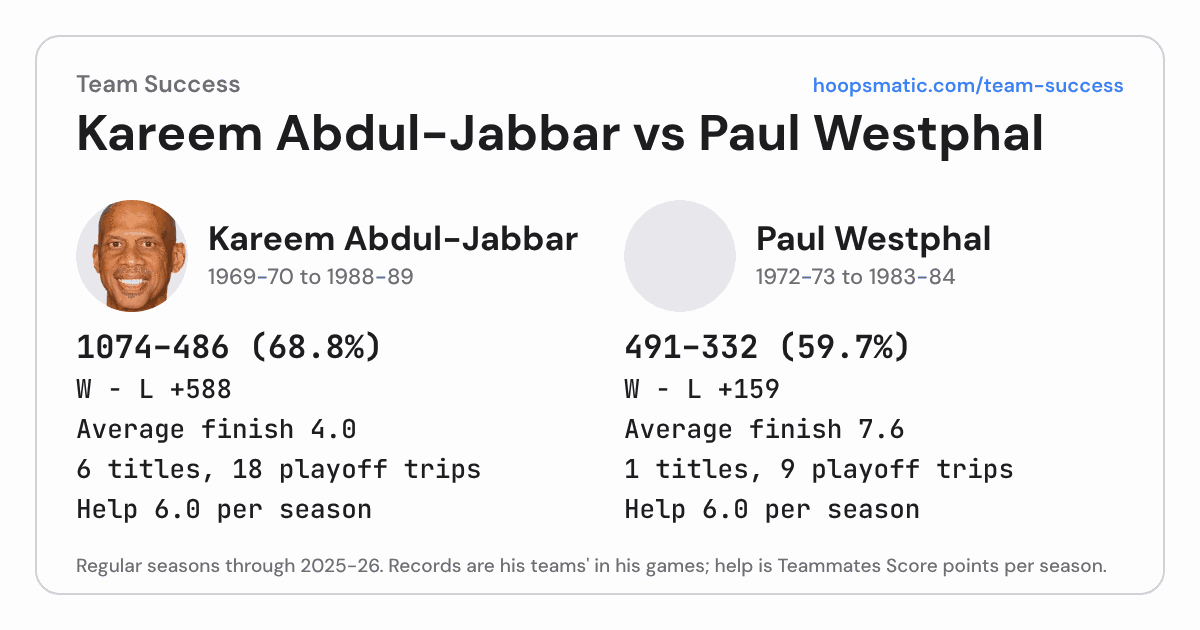 Team Success
hoopsmatic.com/team-success
Kareem Abdul-Jabbar vs Paul Westphal
Kareem Abdul-Jabbar
1969-70 to 1988-89
1074-486 (68.8%)
W - L +588
Average finish 4.0
6 titles, 18 playoff trips
Help 6.0 per season
Paul Westphal
1972-73 to 1983-84
491-332 (59.7%)
W - L +159
Average finish 7.6
1 titles, 9 playoff trips
Help 6.0 per season
Regular seasons through 2025-26. Records are his teams' in his games; help is Teammates Score points per season.